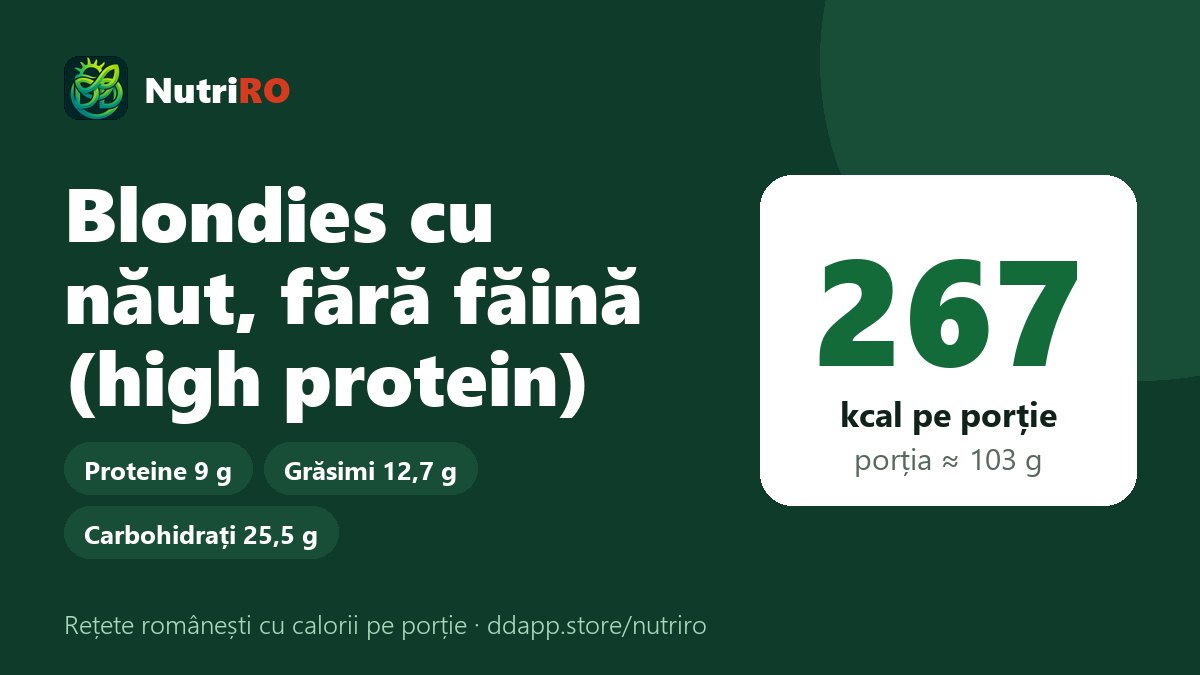 NutriRO
Blondies cu
năut, fără făină
(high protein)
Proteine 9 g
Grăsimi 12,7 g
Carbohidrați 25,5 g
267
kcal pe porție
porția ≈ 103 g
Rețete românești cu calorii pe porție · ddapp.store/nutriro